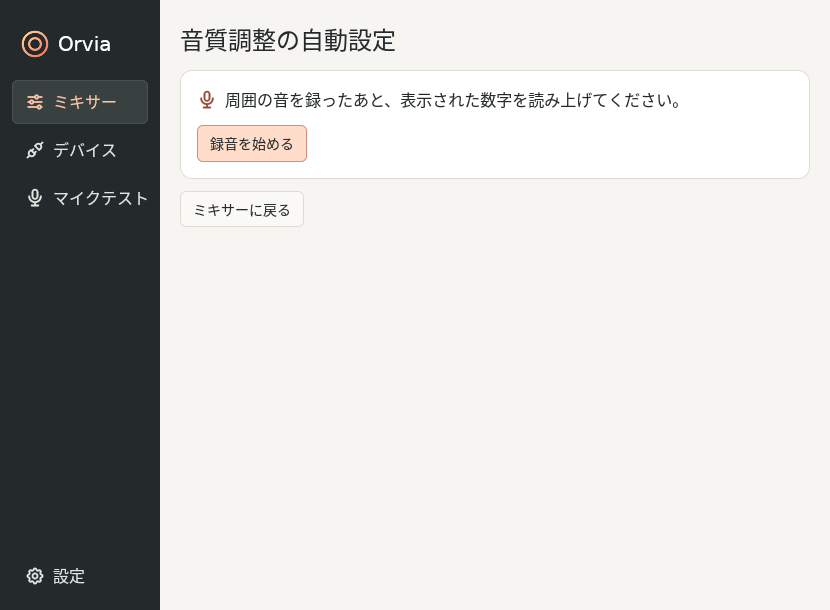 Orvia
ミキサー
デバイス
マイクテスト
設定
音質調整の自動設定
周囲の音を録ったあと、表示された数字を読み上げてください。
録音を始める
ミキサーに戻る